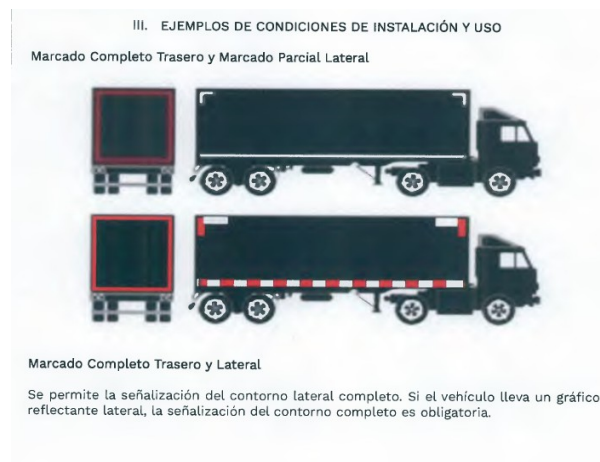 III. EJEMPLOS DE CONDICIONES DE INSTALACIÓN Y USO
Marcado Completo Trasero y Marcado Parcial Lateral
Marcado Completo Trasero y Lateral
Se permite la señalización del contorno lateral completo. Si el vehículo lleva un gráfico
reflectante lateral, la señalización del contorno completo es obligatoria.